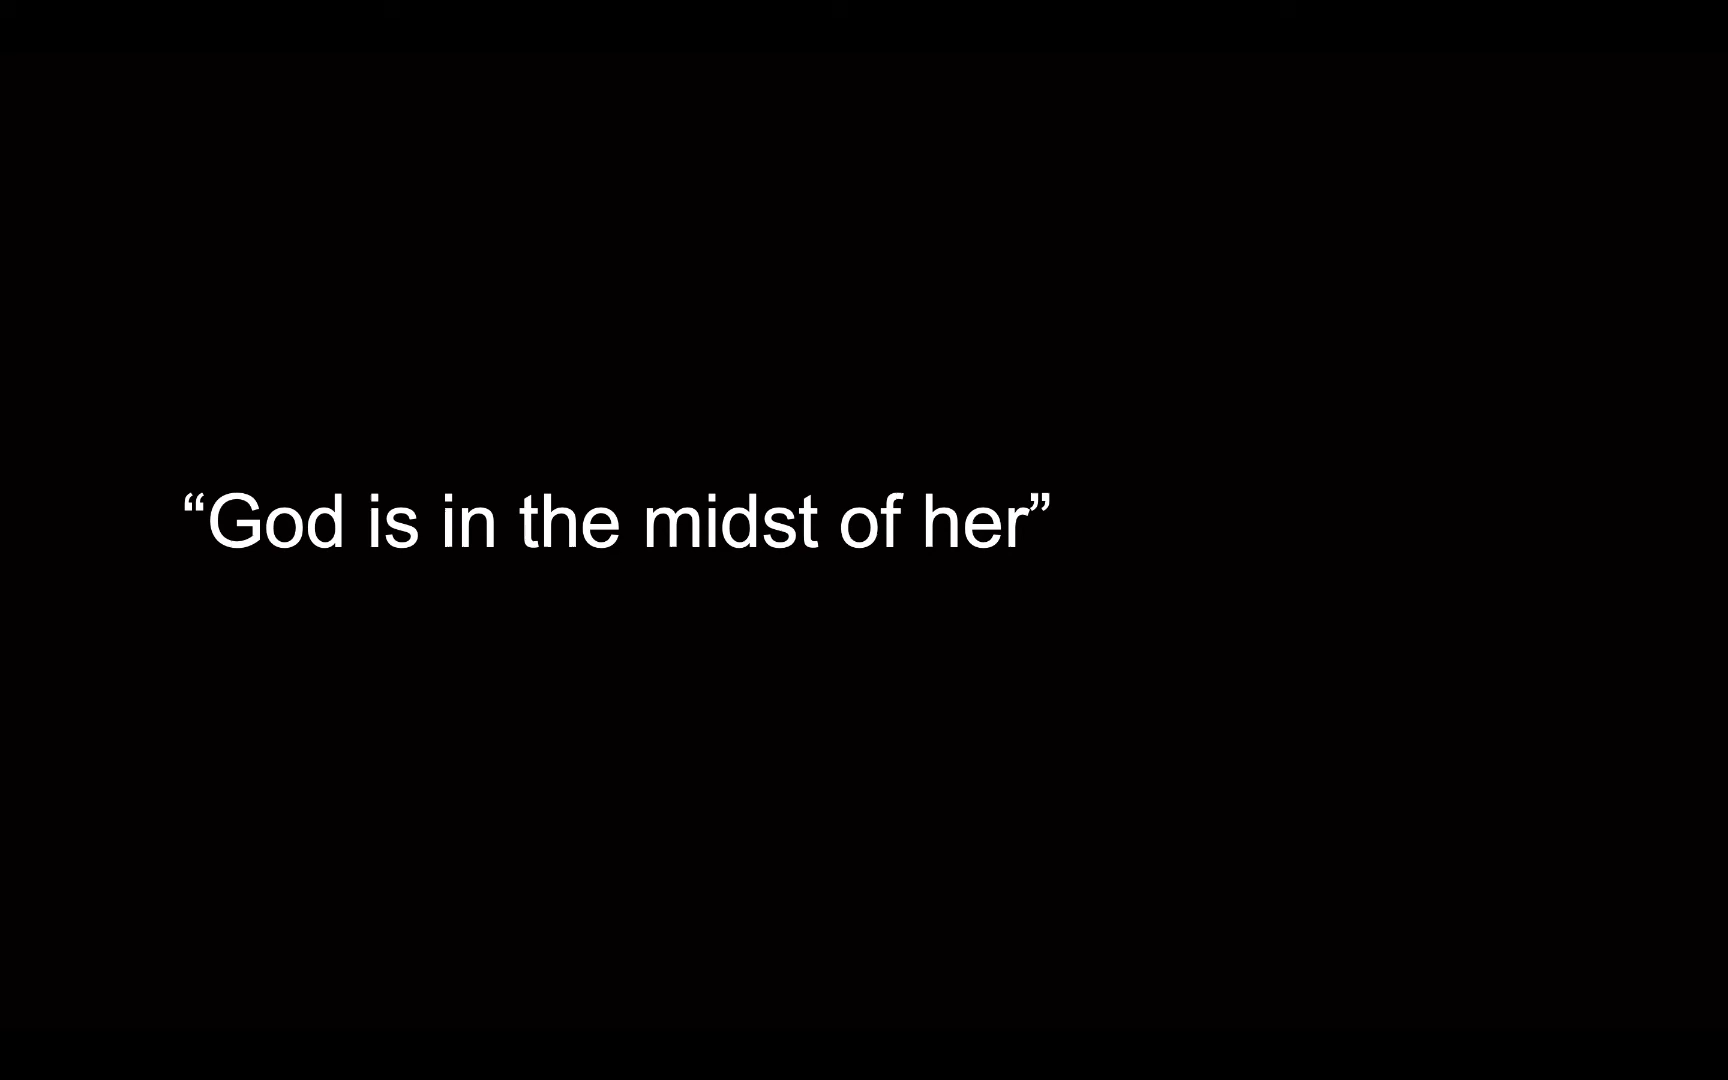 “God is in the midst of her”